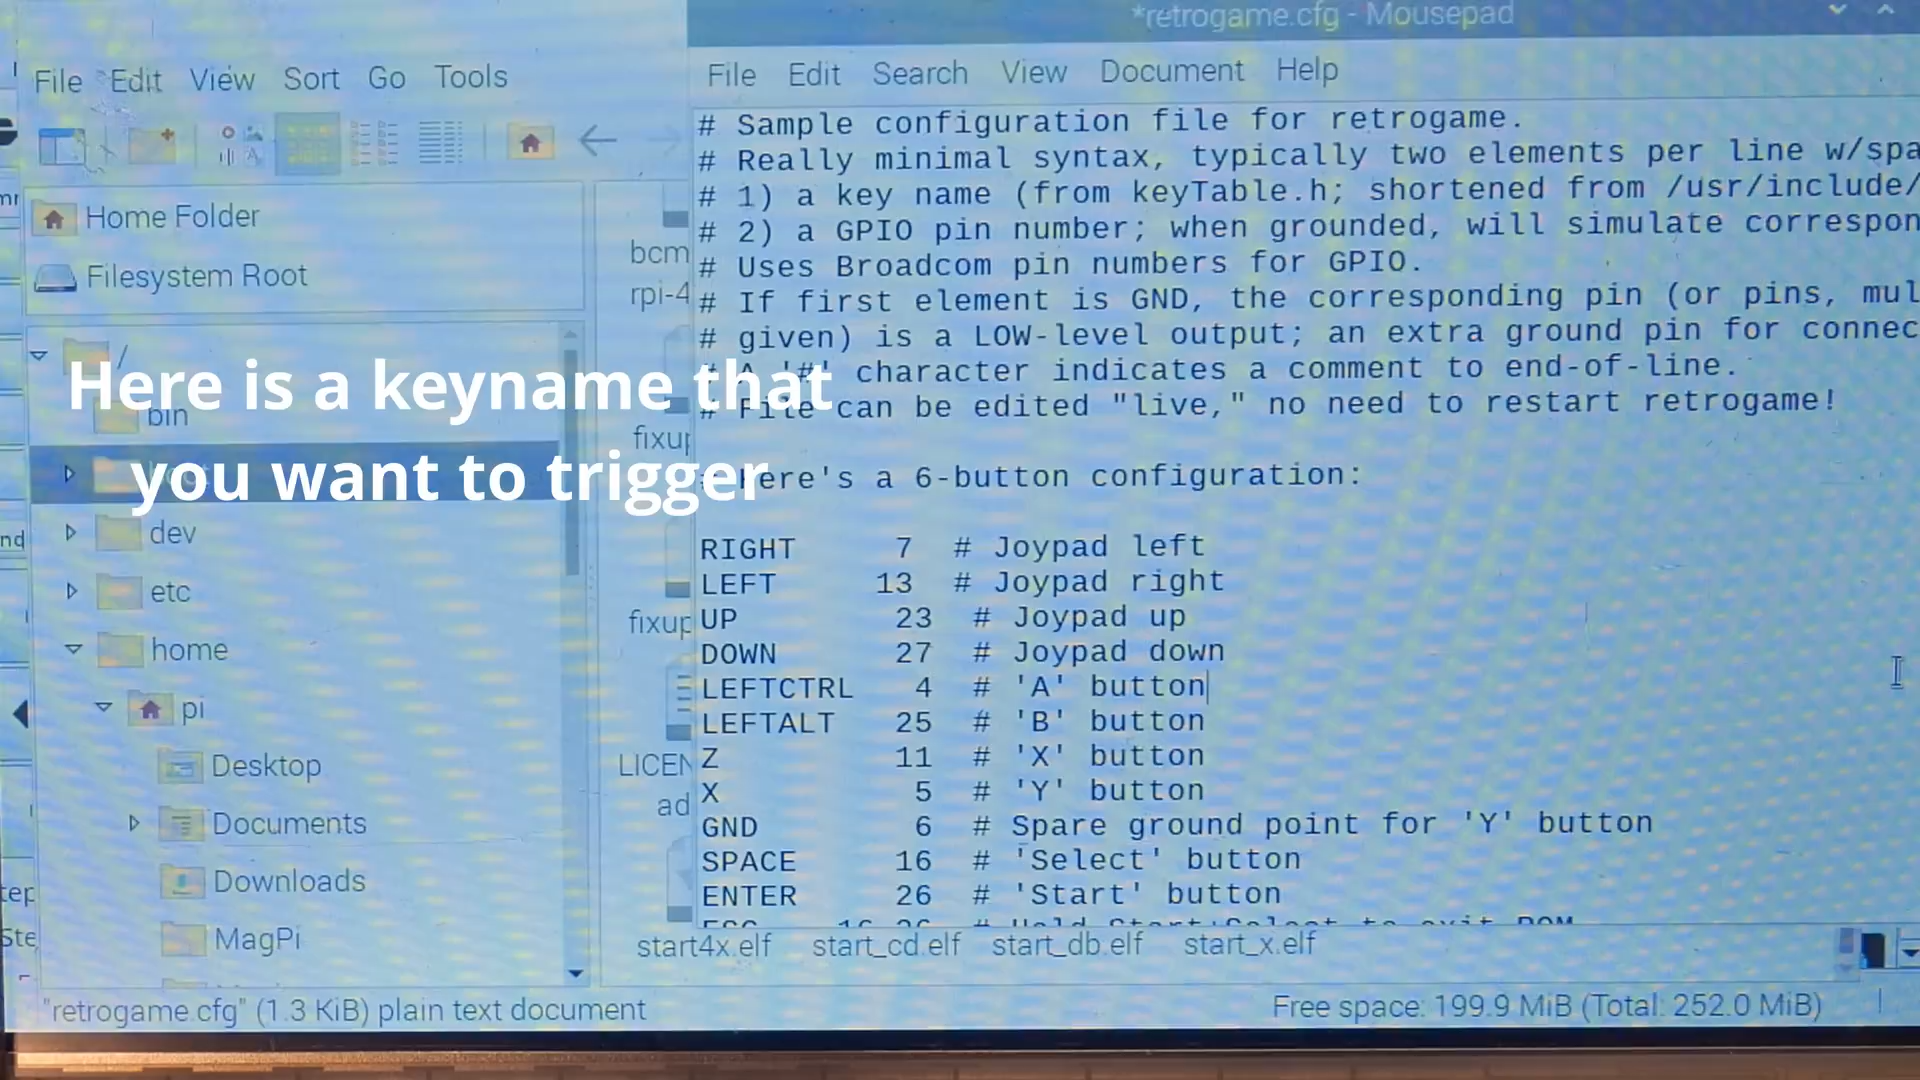 *retrogame.cfg - Mousepad
File Edit View Sort Go Tools
File Edit Search View Document Help
Home Folder
Filesystem Root
/
bin
dev
etc
home
pi
Desktop
Documents
Downloads
MagPi
bcm
rpi-4
fixup
fixup
LICEN
ad
# Sample configuration file for retrogame.
# Really minimal syntax, typically two elements per line w/spa
# 1) a key name (from keyTable.h; shortened from /usr/include/
# 2) a GPIO pin number; when grounded, will simulate correspon
# Uses Broadcom pin numbers for GPIO.
# If first element is GND, the corresponding pin (or pins, mul
# given) is a LOW-level output; an extra ground pin for connec
# A '#' character indicates a comment to end-of-line.
# File can be edited "live," no need to restart retrogame!
Here's a 6-button configuration:
RIGHT 7 # Joypad left
LEFT 13 # Joypad right
UP 23 # Joypad up
DOWN 27 # Joypad down
LEFTCTRL 4 # 'A' button
LEFTALT 25 # 'B' button
Z 11 # 'X' button
X 5 # 'Y' button
GND 6 # Spare ground point for 'Y' button
SPACE 16 # 'Select' button
ENTER 26 # 'Start' button
Here is a keyname that
you want to trigger
start4x.elf start_cd.elf start_db.elf start_x.elf
"retrogame.cfg" (1.3 KiB) plain text document
Free space: 199.9 MiB (Total: 252.0 MiB)